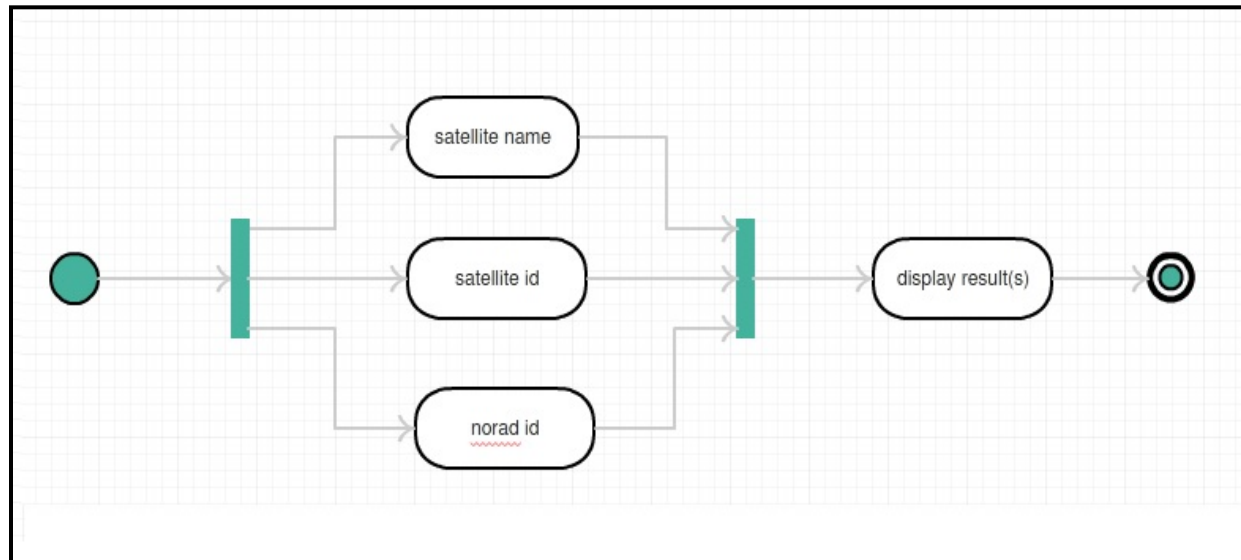 satellite name
satellite id
display result(s)
norad id